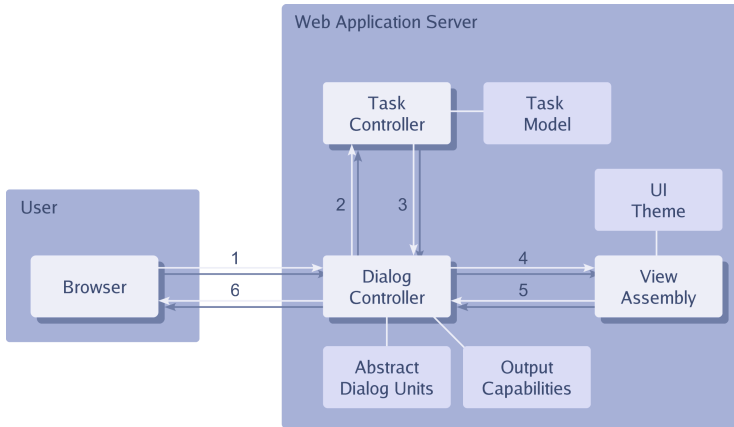 Web Application Server
Task
Controller
Task
Model
UI
Theme
User
2
3
1
4
Browser
Dialog
Controller
View
Assembly
6
5
Abstract
Dialog Units
Output
Capabilities